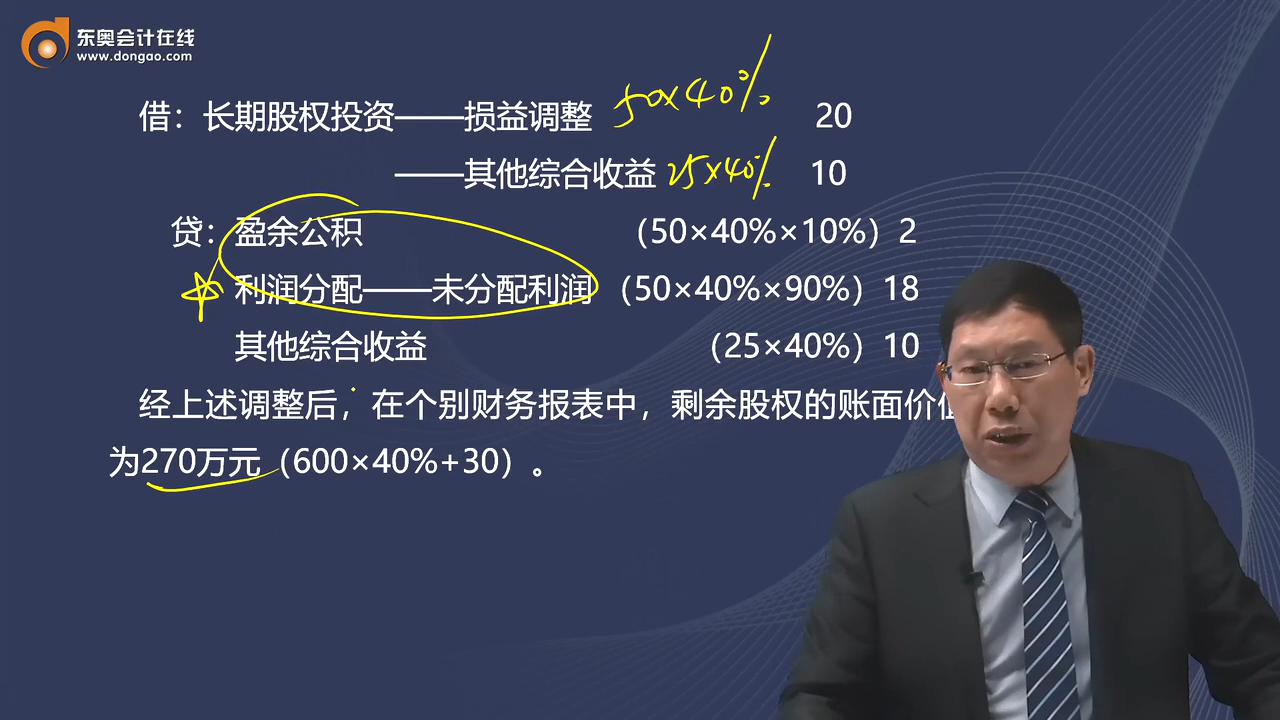 东奥会计在线
www.dongao.com
借：长期股权投资——损益调整 50×40% 20
——其他综合收益 25×40% 10
贷：盈余公积 （50×40%×10%）2
利润分配——未分配利润 （50×40%×90%）18
其他综合收益 （25×40%）10
经上述调整后，在个别财务报表中，剩余股权的账面价
为270万元（600×40%+30）。